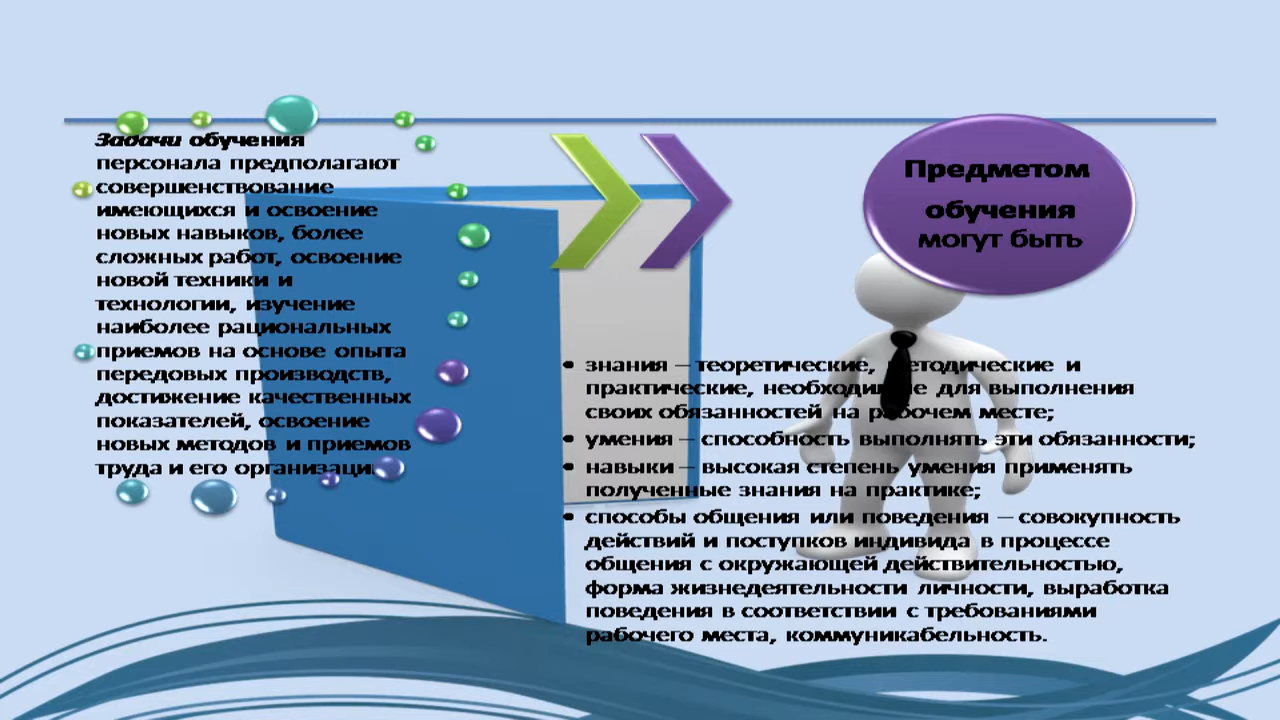 Задачи обучения
персонала предполагают
совершенствование
имеющихся и освоение
новых навыков, более
сложных работ, освоение
новой техники и
технологии, изучение
наиболее рациональных
приемов на основе опыта
передовых производств,
достижение качественных
показателей, освоение
новых методов и приемов
труда и его организации
Предметом
обучения
могут быть
• знания – теоретические, методические и
практические, необходимые для выполнения
своих обязанностей на рабочем месте;
• умения – способность выполнять эти обязанности;
• навыки – высокая степень умения применять
полученные знания на практике;
• способы общения или поведения – совокупность
действий и поступков индивида в процессе
общения с окружающей действительностью,
форма жизнедеятельности личности, выработка
поведения в соответствии с требованиями
рабочего места, коммуникабельность.